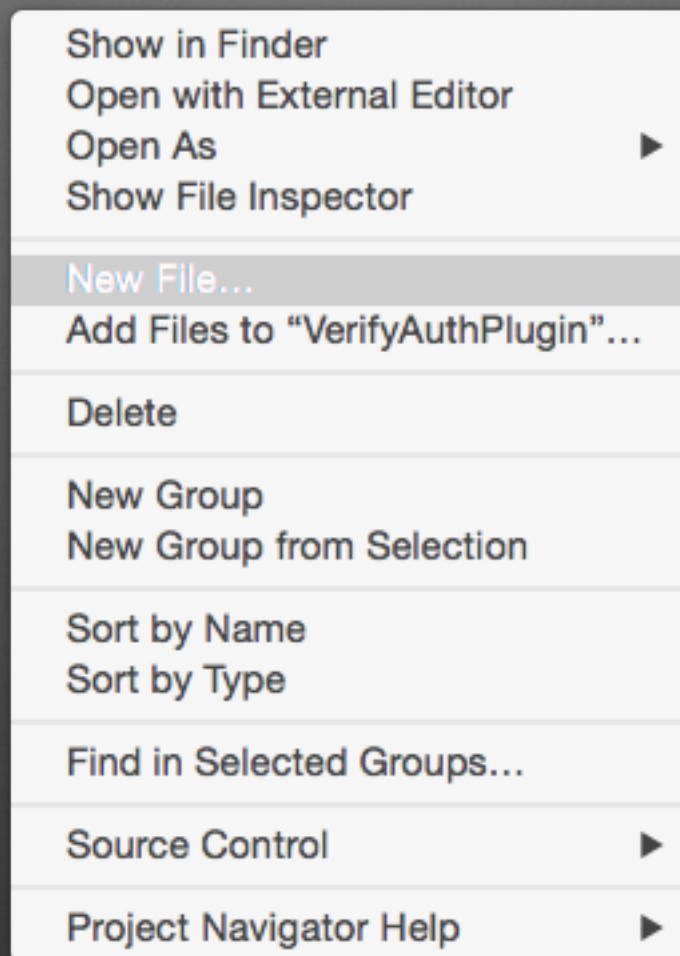 Show in Finder
Open with External Editor
Open As
Show File Inspector
New File...
Add Files to “VerifyAuthPlugin”...
Delete
New Group
New Group from Selection
Sort by Name
Sort by Type
Find in Selected Groups...
Source Control
Project Navigator Help